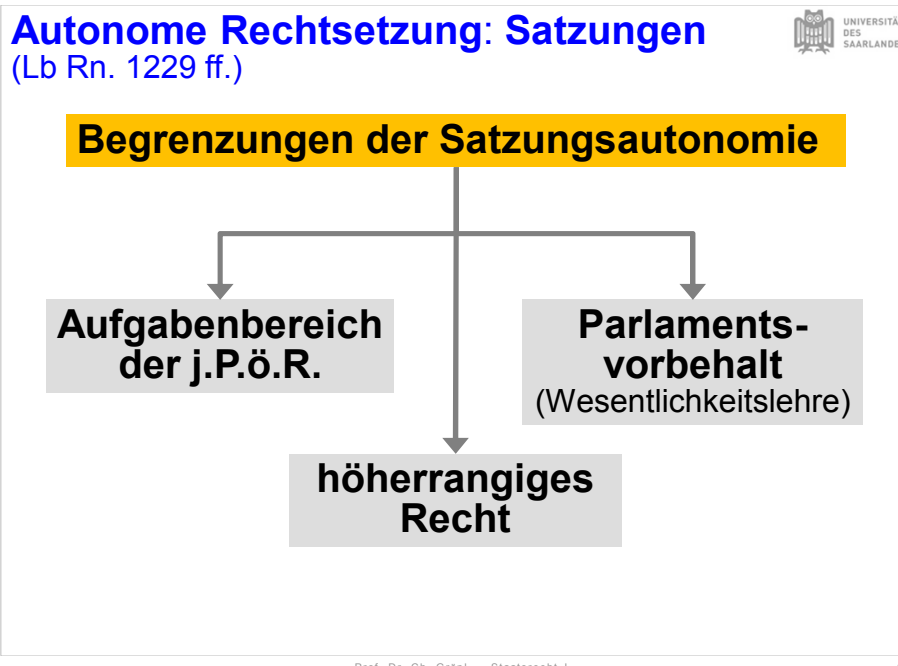 Autonome Rechtsetzung: Satzungen
(Lb Rn. 1229 ff.)
UNIVERSITÄ
DES
SAARLANDE
Begrenzungen der Satzungsautonomie
Aufgabenbereich
der j.P.ö.R.
Parlaments-
vorbehalt
(Wesentlichkeitslehre)
höherrangiges
Recht